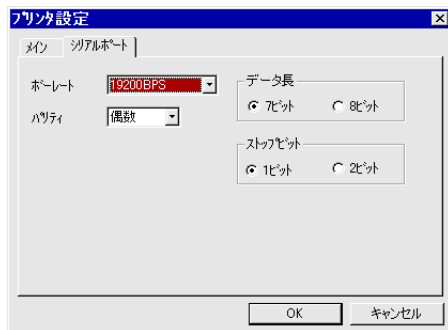 プリンタ設定
メイン シリアルポート
ボーレート 19200BPS
パリティ 偶数
データ長
7ビット 8ビット
ストップビット
1ビット 2ビット
OK キャンセル